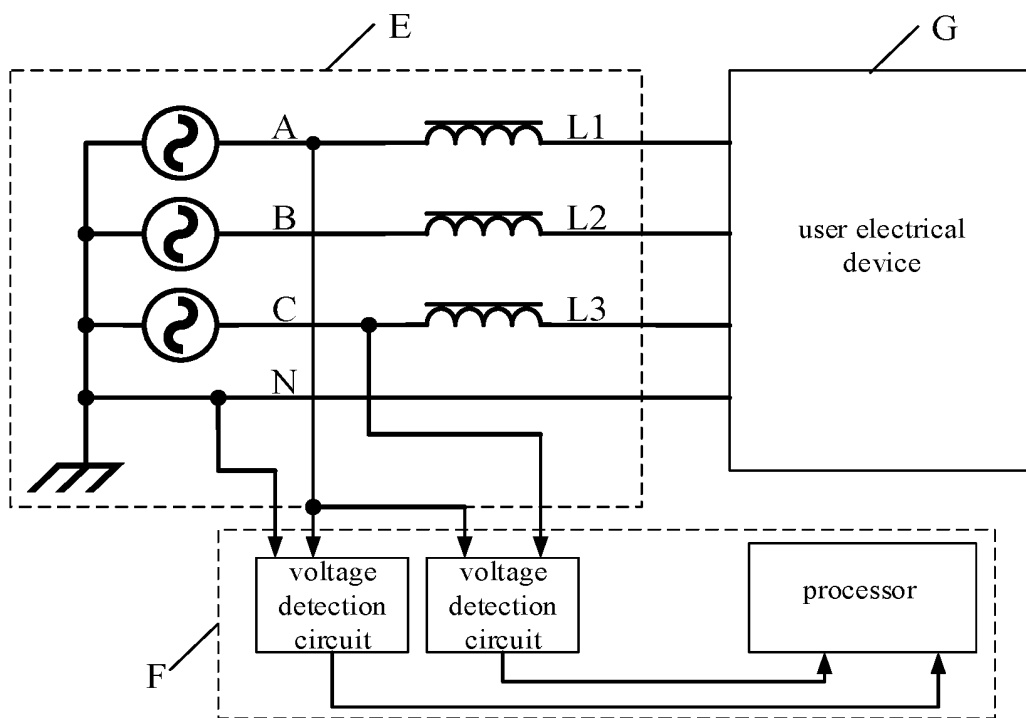 E
G
A
L1
B
L2
user electrical
device
C
L3
N
voltage
detection
circuit
voltage
detection
circuit
processor
F